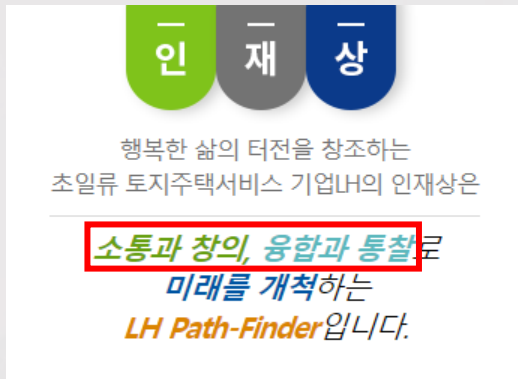 인 재 상
행복한 삶의 터전을 창조하는
초일류 토지주택서비스 기업LH의 인재상은
소통과 창의, 융합과 통찰로
미래를 개척하는
LH Path-Finder입니다.